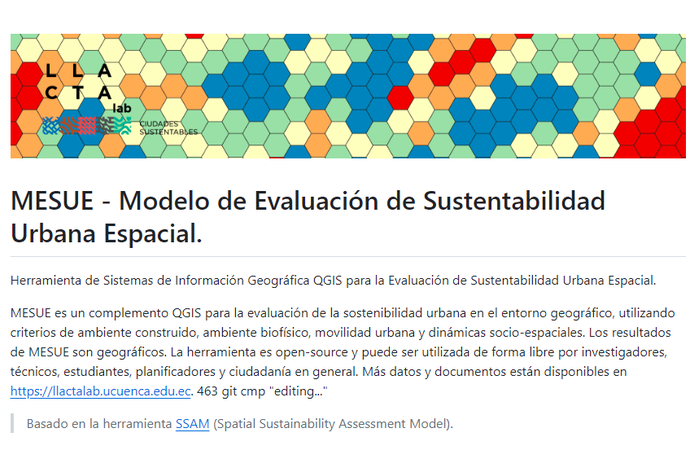 L L A
C T A
lab
CIUDADES
SUSTENTABLES
MESUE - Modelo de Evaluación de Sustentabilidad
Urbana Espacial.
Herramienta de Sistemas de Información Geográfica QGIS para la Evaluación de Sustentabilidad Urbana Espacial.
MESUE es un complemento QGIS para la evaluación de la sostenibilidad urbana en el entorno geográfico, utilizando
criterios de ambiente construido, ambiente biofísico, movilidad urbana y dinámicas socio-espaciales. Los resultados
de MESUE son geográficos. La herramienta es open-source y puede ser utilizada de forma libre por investigadores,
técnicos, estudiantes, planificadores y ciudadanía en general. Más datos y documentos están disponibles en
https://llactalab.ucuenca.edu.ec. 463 git cmp "editing..."
Basado en la herramienta SSAM (Spatial Sustainability Assessment Model).